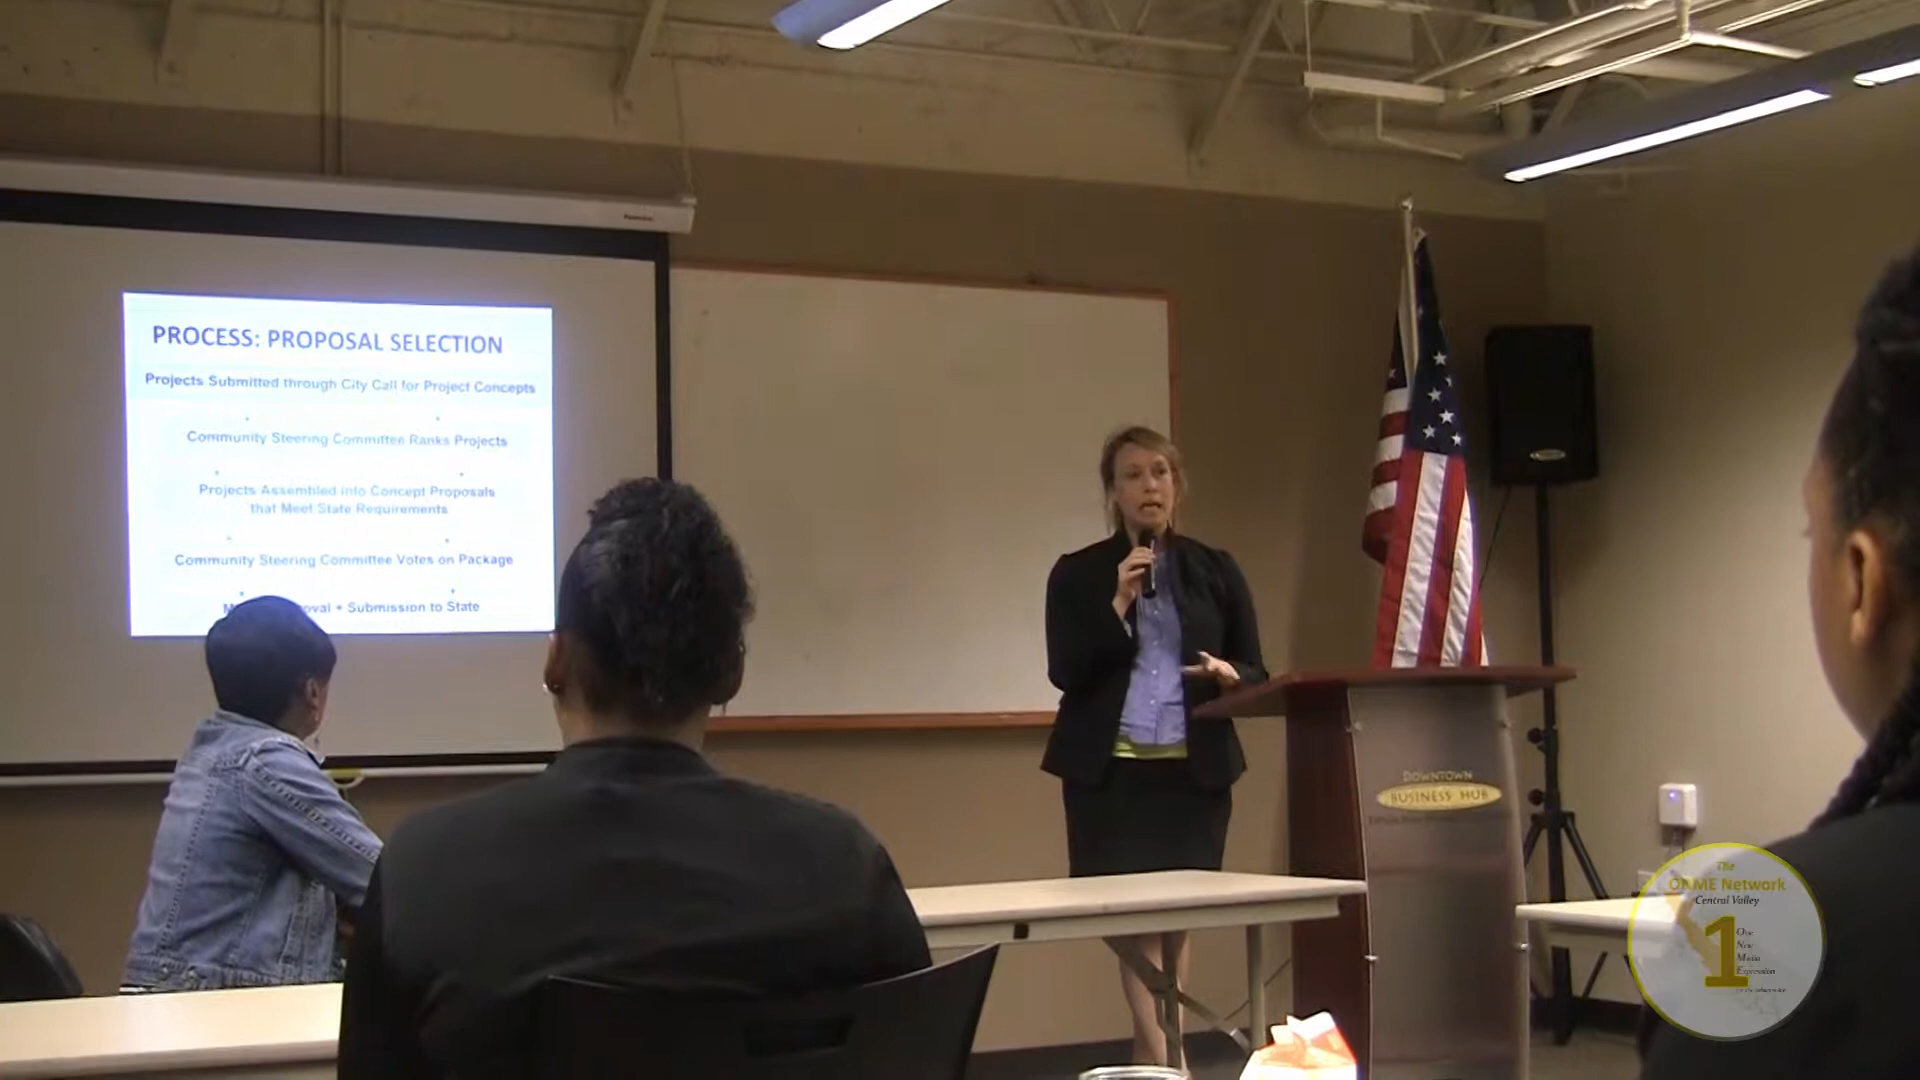 PROCESS: PROPOSAL SELECTION
Projects Submitted through City Call for Project Concepts
Community Steering Committee Ranks Projects
Projects Assembled into Concept Proposals
that Meet State Requirements
Community Steering Committee Votes on Package
+ Submission to State
DOWNTOWN
BUSINESS HUB
The
ONME Network
Central Valley
1
One
New
Media
Expression